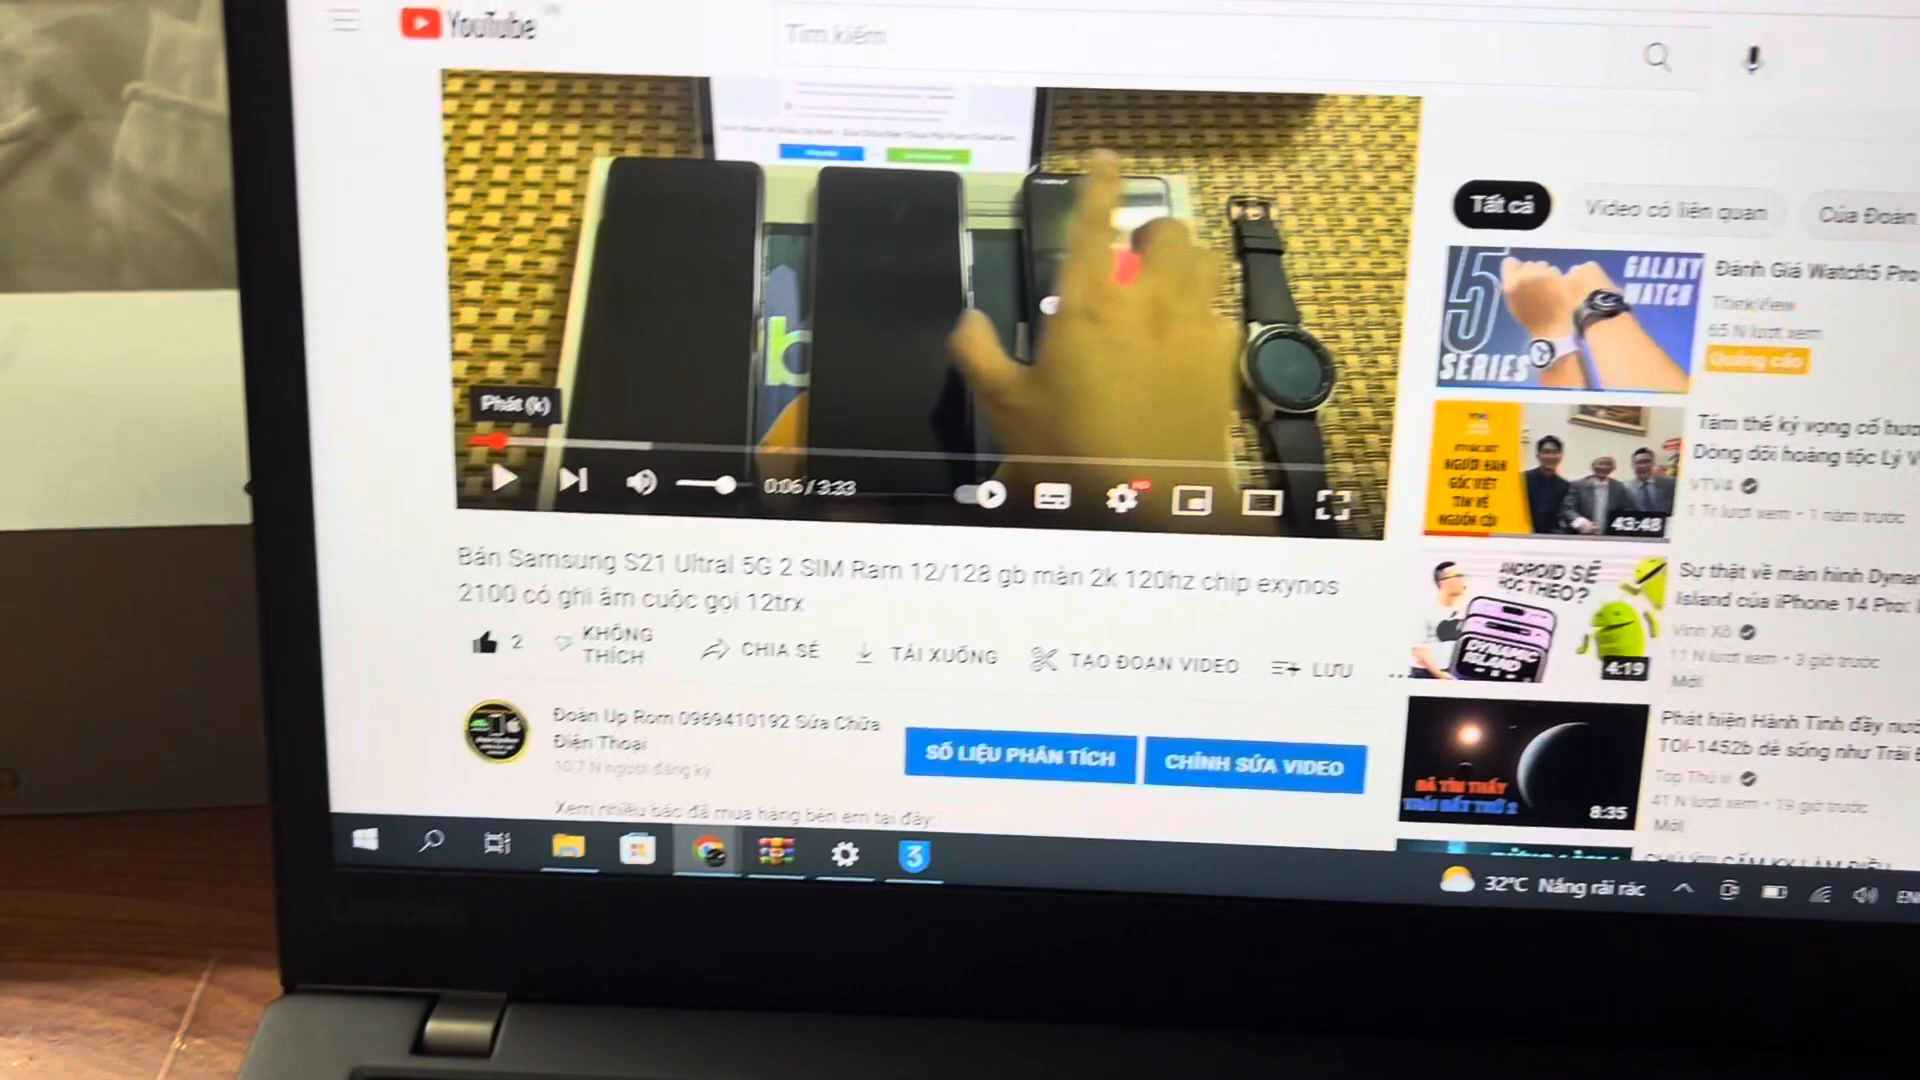 YouTube
Tìm kiếm
Phát (k)
0:06 / 3:33
HD
Bán Samsung S21 Ultral 5G 2 SIM Ram 12/128 gb màn 2k 120hz chip exynos
2100 có ghi âm cuộc gọi 12trx
2
KHÔNG
THÍCH
CHIA SẺ
TẢI XUỐNG
TẠO ĐOẠN VIDEO
LƯU
...
Đoàn Up Rom 0969410192 Sửa Chữa
Điện Thoại
10,7 N người đăng ký
SỐ LIỆU PHÂN TÍCH
CHỈNH SỬA VIDEO
Xem nhiều bác đã mua hàng bên em tại đây:
Tất cả
Video có liên quan
Của Đoàn
5
SERIES
GALAXY
WATCH
Đánh Giá Watch5 Pro
ThinkView
65 N lượt xem
Quảng cáo
NGƯỜI HÀN
GỐC VIỆT
TÌM VỀ
NGUỒN CỘI
43:48
Tám thế kỷ vọng cố hươ
Dòng dõi hoàng tộc Lý V
VTV4
1 Tr lượt xem • 1 năm trước
ANDROID SẼ
HỌC THEO?
DYNAMIC
ISLAND
4:19
Sự thật về màn hình Dynam
Island của iPhone 14 Pro:
Vinh Xô
11 N lượt xem • 3 giờ trước
Mới
ĐÃ TÌM THẤY
TRÁI ĐẤT THỨ 2
8:35
Phát hiện Hành Tinh đầy nướ
TOI-1452b dễ sống như Trái Đ
Top Thú vị
41 N lượt xem • 19 giờ trước
Mới
3
32°C Nắng rải rác
EN